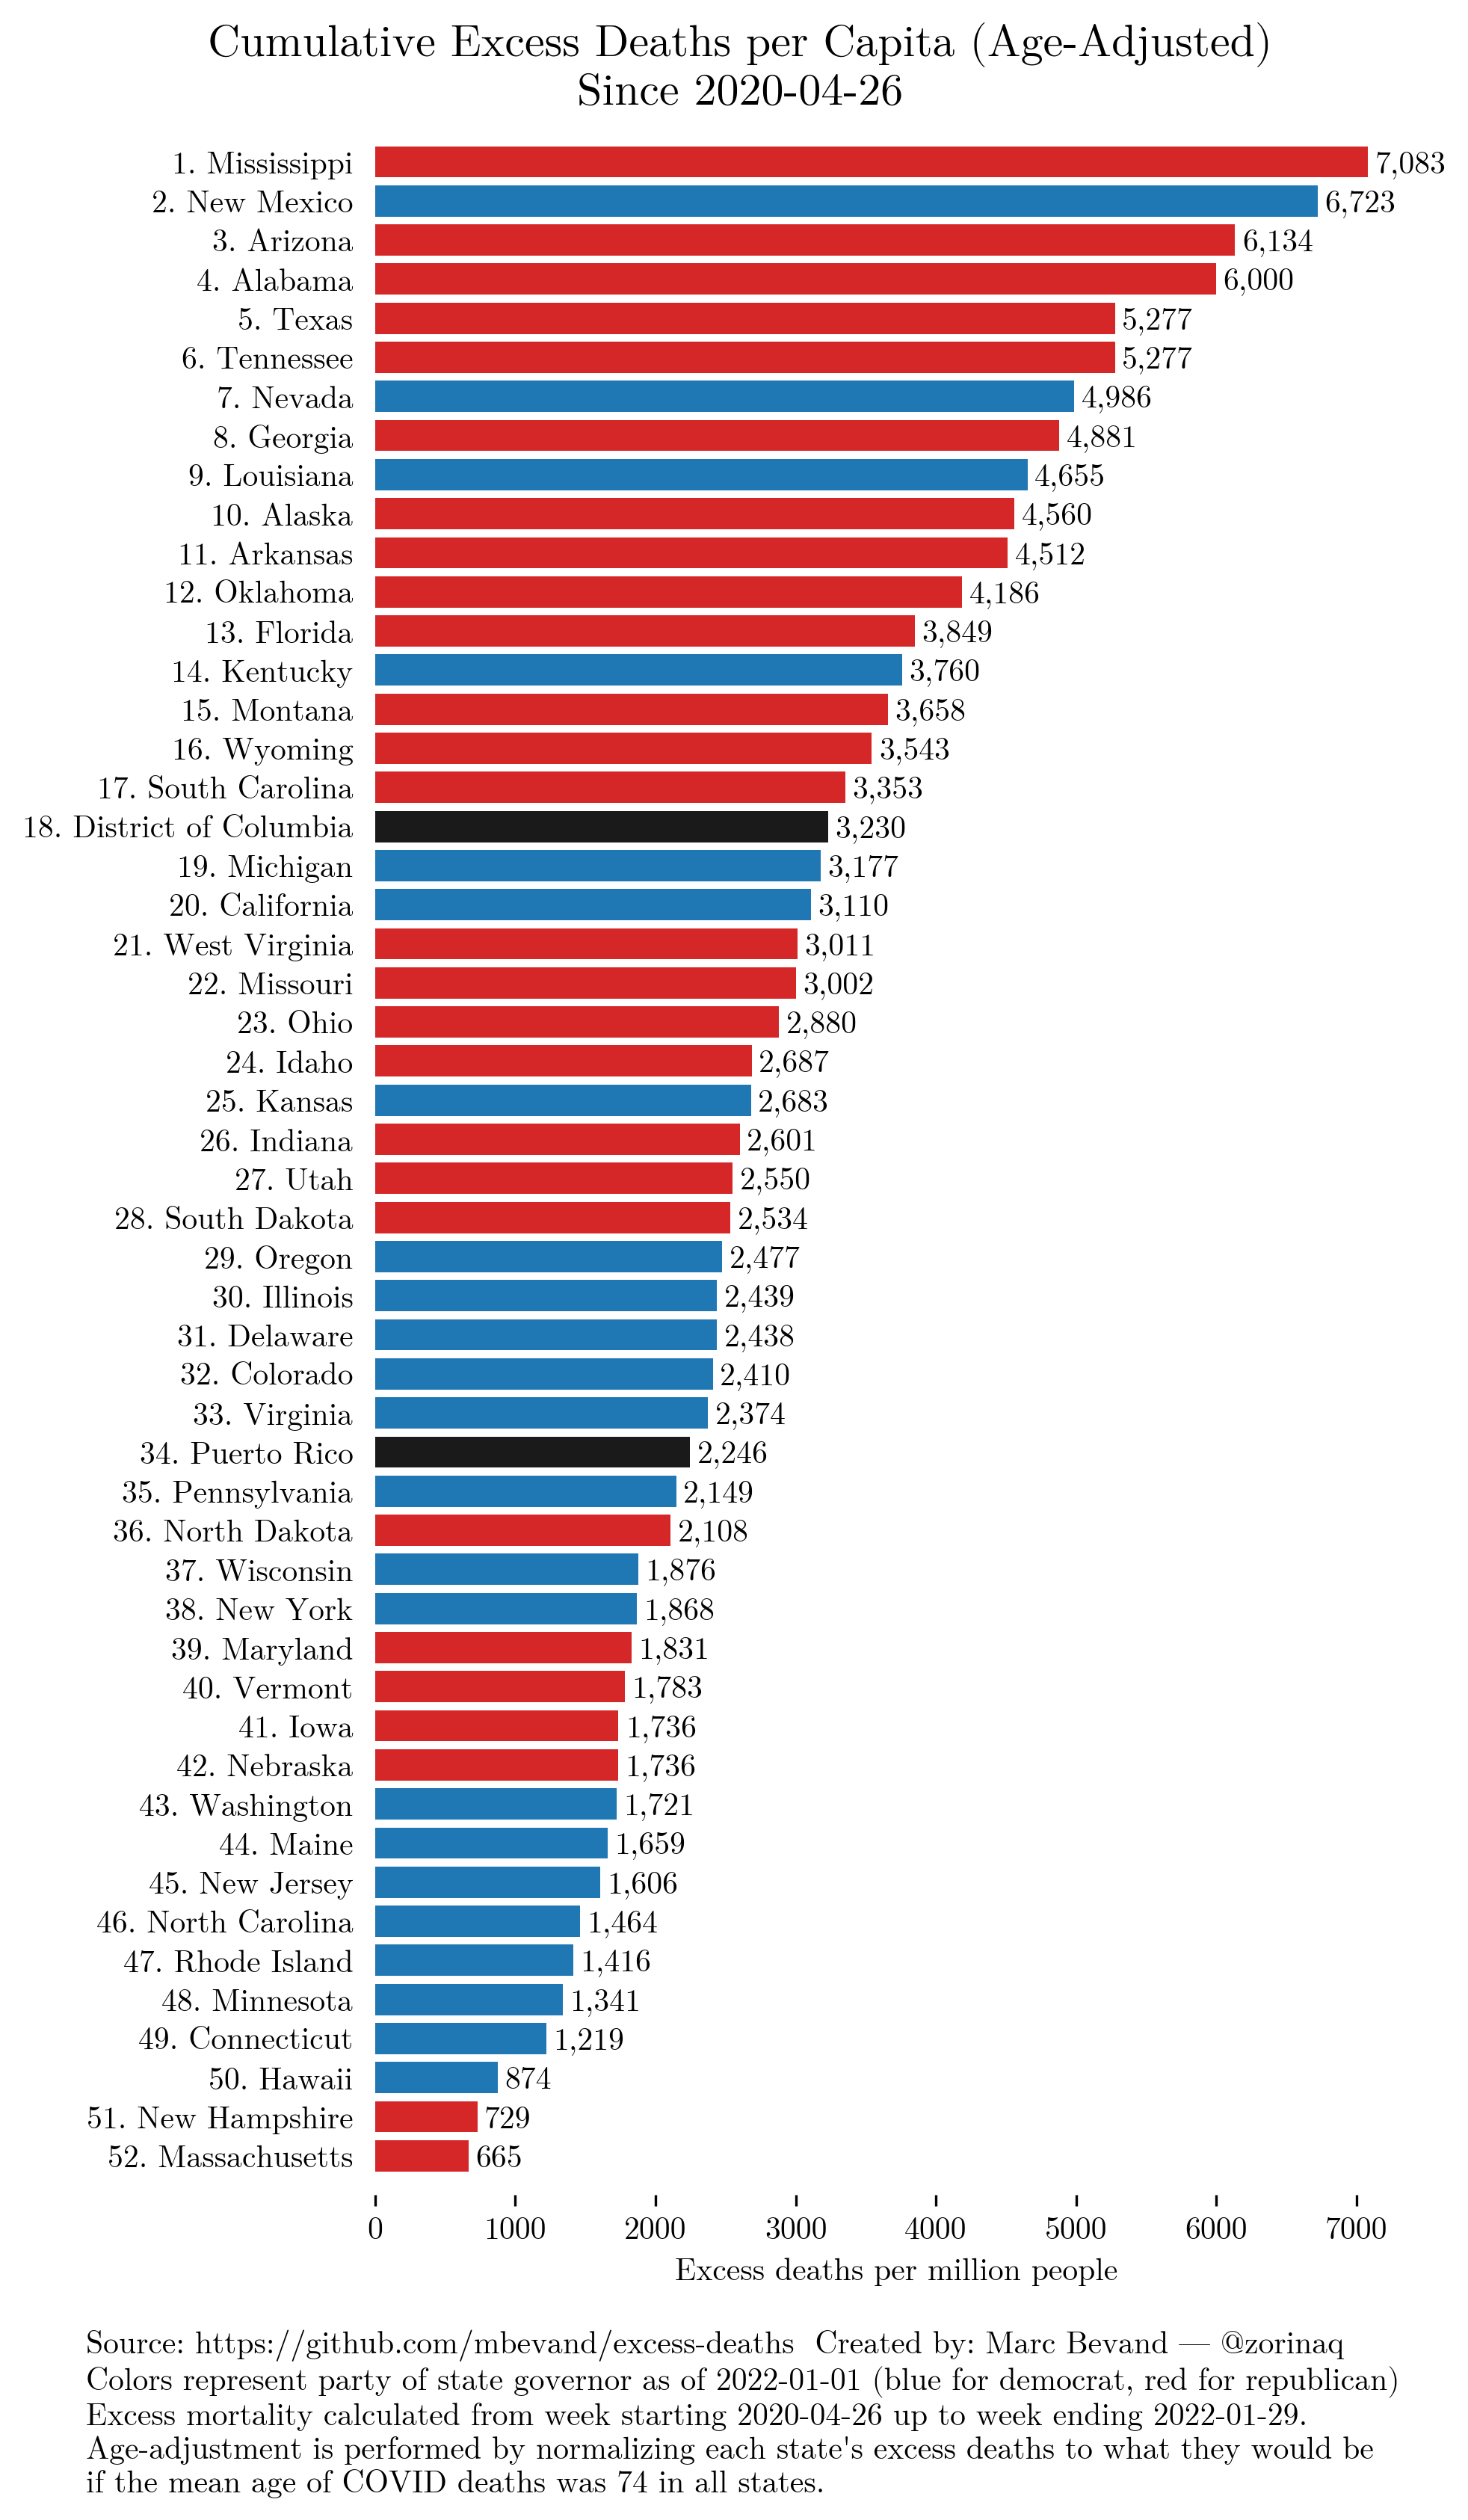 Cumulative Excess Deaths per Capita (Age-Adjusted)
Since 2020-04-26
1. Mississippi 7,083
2. New Mexico 6,723
3. Arizona 6,134
4. Alabama 6,000
5. Texas 5,277
6. Tennessee 5,277
7. Nevada 4,986
8. Georgia 4,881
9. Louisiana 4,655
10. Alaska 4,560
11. Arkansas 4,512
12. Oklahoma 4,186
13. Florida 3,849
14. Kentucky 3,760
15. Montana 3,658
16. Wyoming 3,543
17. South Carolina 3,353
18. District of Columbia 3,230
19. Michigan 3,177
20. California 3,110
21. West Virginia 3,011
22. Missouri 3,002
23. Ohio 2,880
24. Idaho 2,687
25. Kansas 2,683
26. Indiana 2,601
27. Utah 2,550
28. South Dakota 2,534
29. Oregon 2,477
30. Illinois 2,439
31. Delaware 2,438
32. Colorado 2,410
33. Virginia 2,374
34. Puerto Rico 2,246
35. Pennsylvania 2,149
36. North Dakota 2,108
37. Wisconsin 1,876
38. New York 1,868
39. Maryland 1,831
40. Vermont 1,783
41. Iowa 1,736
42. Nebraska 1,736
43. Washington 1,721
44. Maine 1,659
45. New Jersey 1,606
46. North Carolina 1,464
47. Rhode Island 1,416
48. Minnesota 1,341
49. Connecticut 1,219
50. Hawaii 874
51. New Hampshire 729
52. Massachusetts 665
0 1000 2000 3000 4000 5000 6000 7000
Excess deaths per million people
Source: https://github.com/mbevand/excess-deaths Created by: Marc Bevand — @zorinaq
Colors represent party of state governor as of 2022-01-01 (blue for democrat, red for republican)
Excess mortality calculated from week starting 2020-04-26 up to week ending 2022-01-29.
Age-adjustment is performed by normalizing each state's excess deaths to what they would be
if the mean age of COVID deaths was 74 in all states.